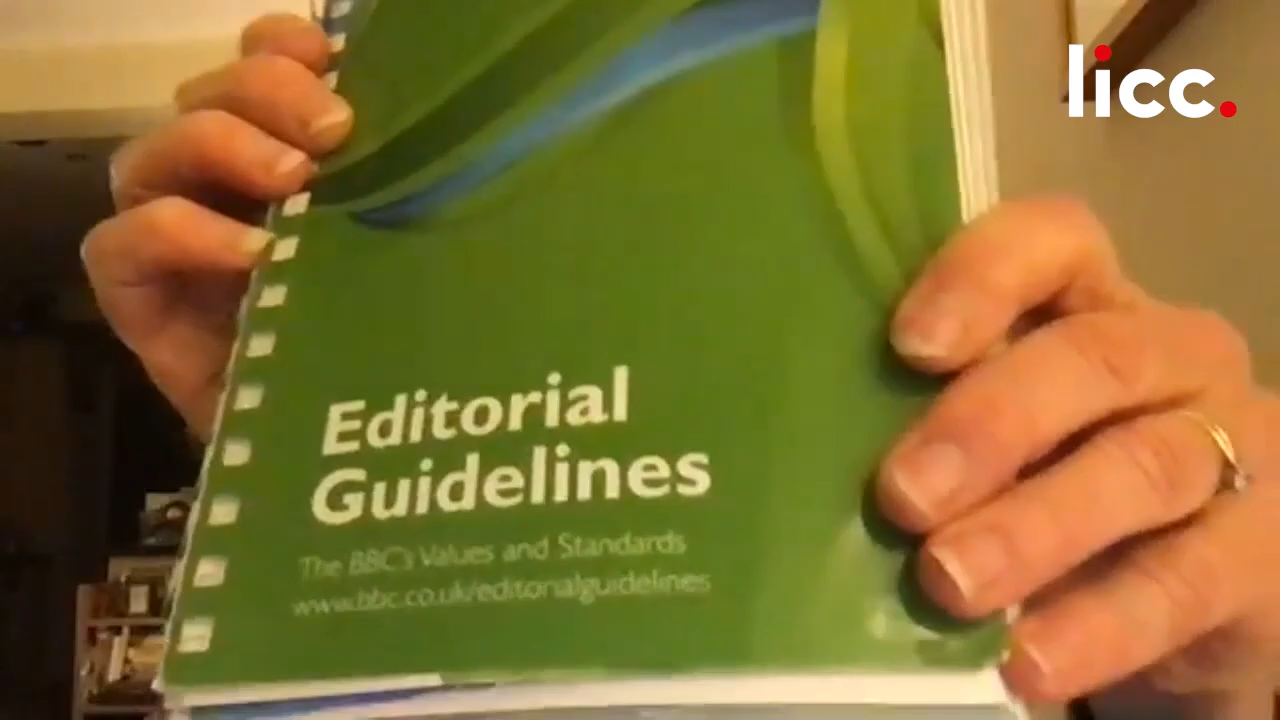 licc.
Editorial
Guidelines
The BBC's Values and Standards
www.bbc.co.uk/editorialguidelines